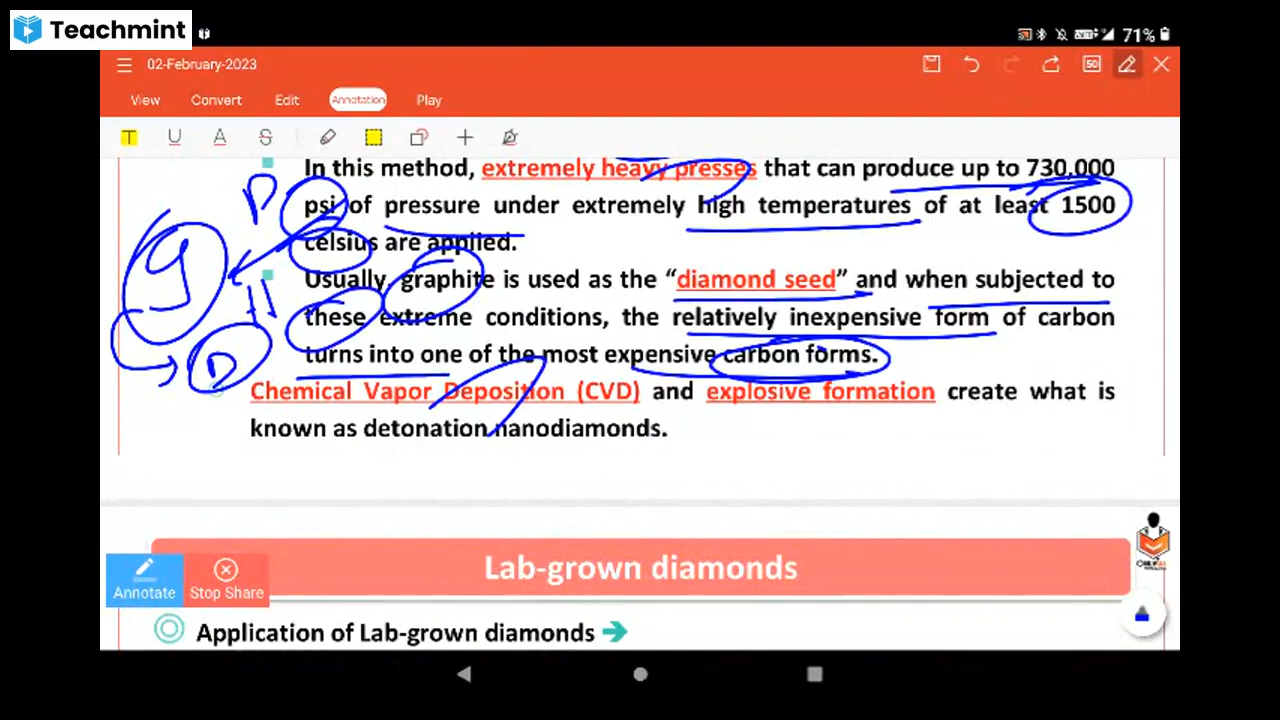 Teachmint
71%
02-February-2023
50
View Convert Edit Annotation Play
T U A S
In this method, extremely heavy presses that can produce up to 730,000
psi of pressure under extremely high temperatures of at least 1500
celsius are applied.
Usually, graphite is used as the “diamond seed” and when subjected to
these extreme conditions, the relatively inexpensive form of carbon
turns into one of the most expensive carbon forms.
Chemical Vapor Deposition (CVD) and explosive formation create what is
known as detonation nanodiamonds.
P
g
D
Lab-grown diamonds
Annotate Stop Share
Application of Lab-grown diamonds